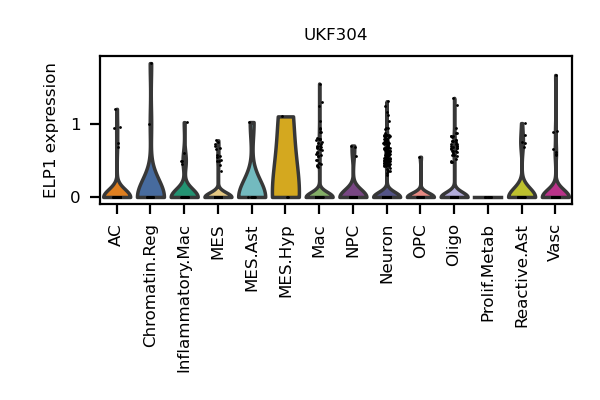 UKF304
ELP1 expression
1
0
AC
Chromatin.Reg
Inflammatory.Mac
MES
MES.Ast
MES.Hyp
Mac
NPC
Neuron
OPC
Oligo
Prolif.Metab
Reactive.Ast
Vasc